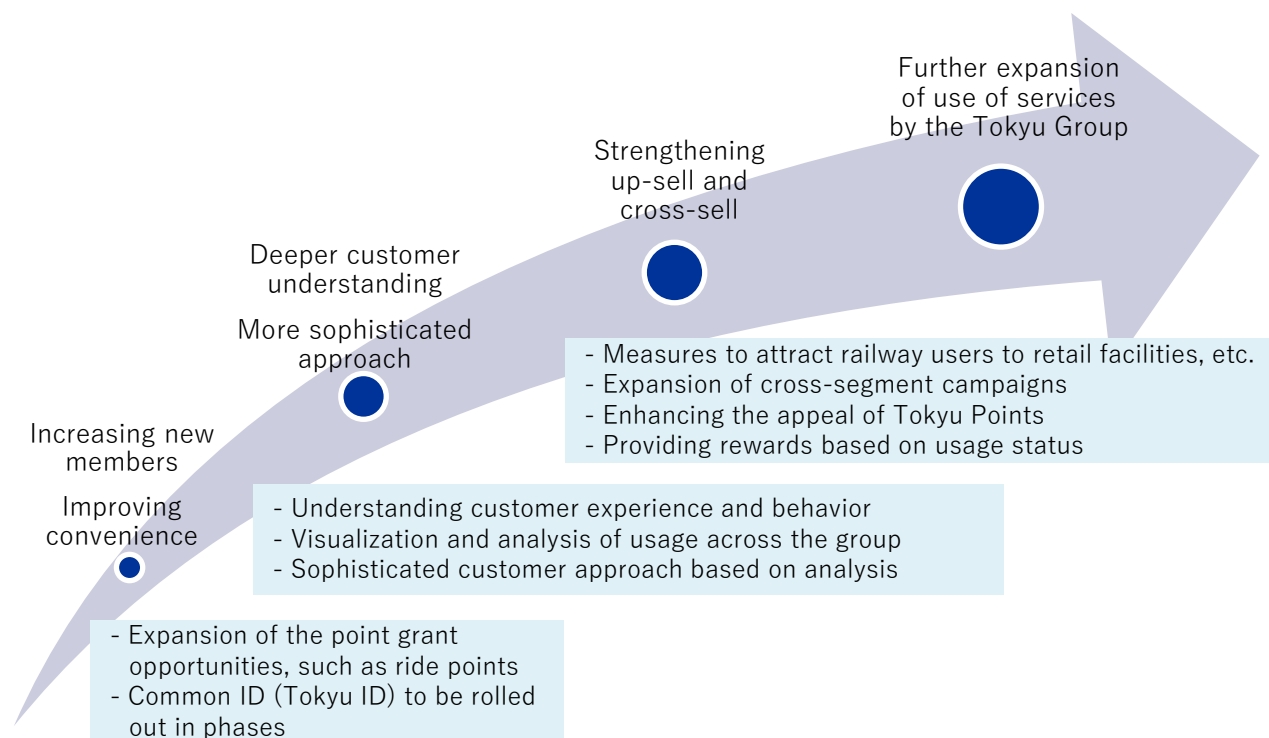 Further expansion
of use of services
by the Tokyu Group
Strengthening
up-sell and
cross-sell
Deeper customer
understanding
More sophisticated
approach
Increasing new
members
Improving
convenience
- Measures to attract railway users to retail facilities, etc.
- Expansion of cross-segment campaigns
- Enhancing the appeal of Tokyu Points
- Providing rewards based on usage status
- Understanding customer experience and behavior
- Visualization and analysis of usage across the group
- Sophisticated customer approach based on analysis
- Expansion of the point grant
opportunities, such as ride points
- Common ID (Tokyu ID) to be rolled
out in phases